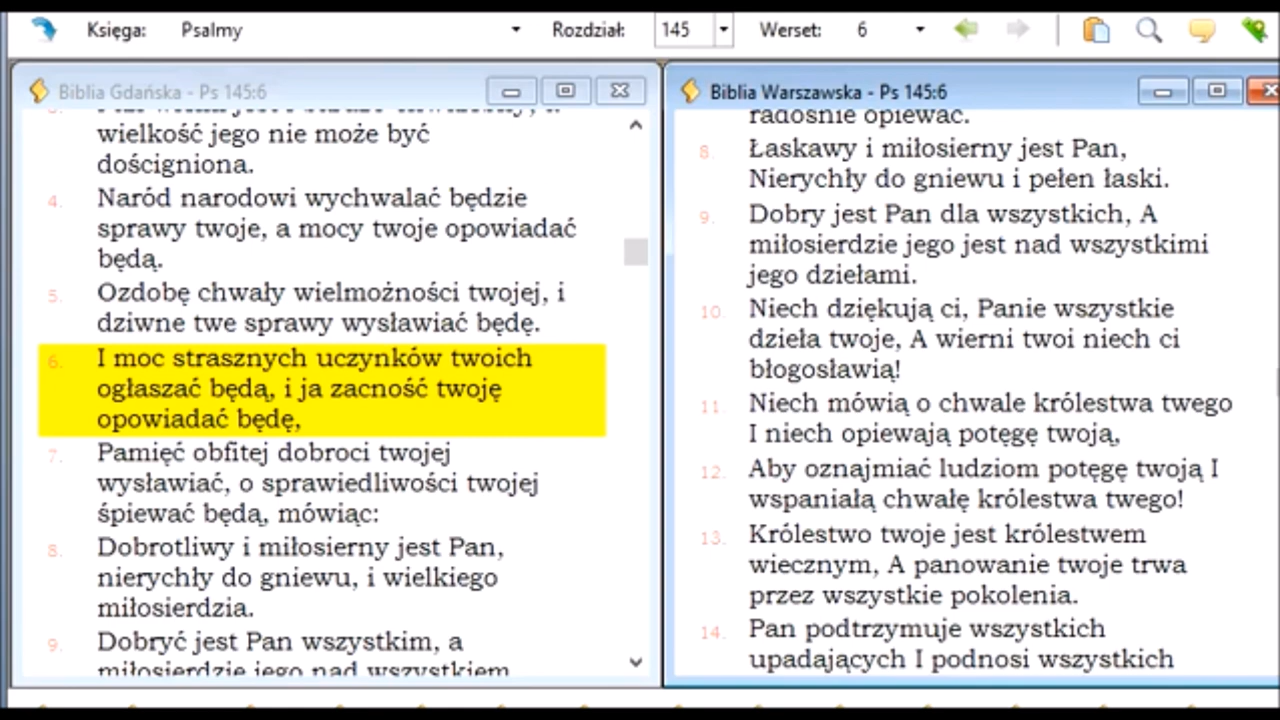 Księga: Psalmy Rozdział: 145 Werset: 6
Biblia Gdańska - Ps 145:6
wielkość jego nie może być
dościgniona.
4. Naród narodowi wychwalać będzie
sprawy twoje, a mocy twoje opowiadać
będą.
5. Ozdobę chwały wielmożności twojej, i
dziwne twe sprawy wysławiać będę.
6. I moc strasznych uczynków twoich
ogłaszać będą, i ja zacność twoję
opowiadać będę,
7. Pamięć obfitej dobroci twojej
wysławiać, o sprawiedliwości twojej
śpiewać będą, mówiąc:
8. Dobrotliwy i miłosierny jest Pan,
nierychły do gniewu, i wielkiego
miłosierdzia.
9. Dobryć jest Pan wszystkim, a
miłosierdzie jego nad wszystkiem
Biblia Warszawska - Ps 145:6
radośnie opiewać.
8. Łaskawy i miłosierny jest Pan,
Nierychły do gniewu i pełen łaski.
9. Dobry jest Pan dla wszystkich, A
miłosierdzie jego jest nad wszystkimi
jego dziełami.
10. Niech dziękują ci, Panie wszystkie
dzieła twoje, A wierni twoi niech ci
błogosławią!
11. Niech mówią o chwale królestwa twego
I niech opiewają potęgę twoją,
12. Aby oznajmiać ludziom potęgę twoją I
wspaniałą chwałę królestwa twego!
13. Królestwo twoje jest królestwem
wiecznym, A panowanie twoje trwa
przez wszystkie pokolenia.
14. Pan podtrzymuje wszystkich
upadających I podnosi wszystkich